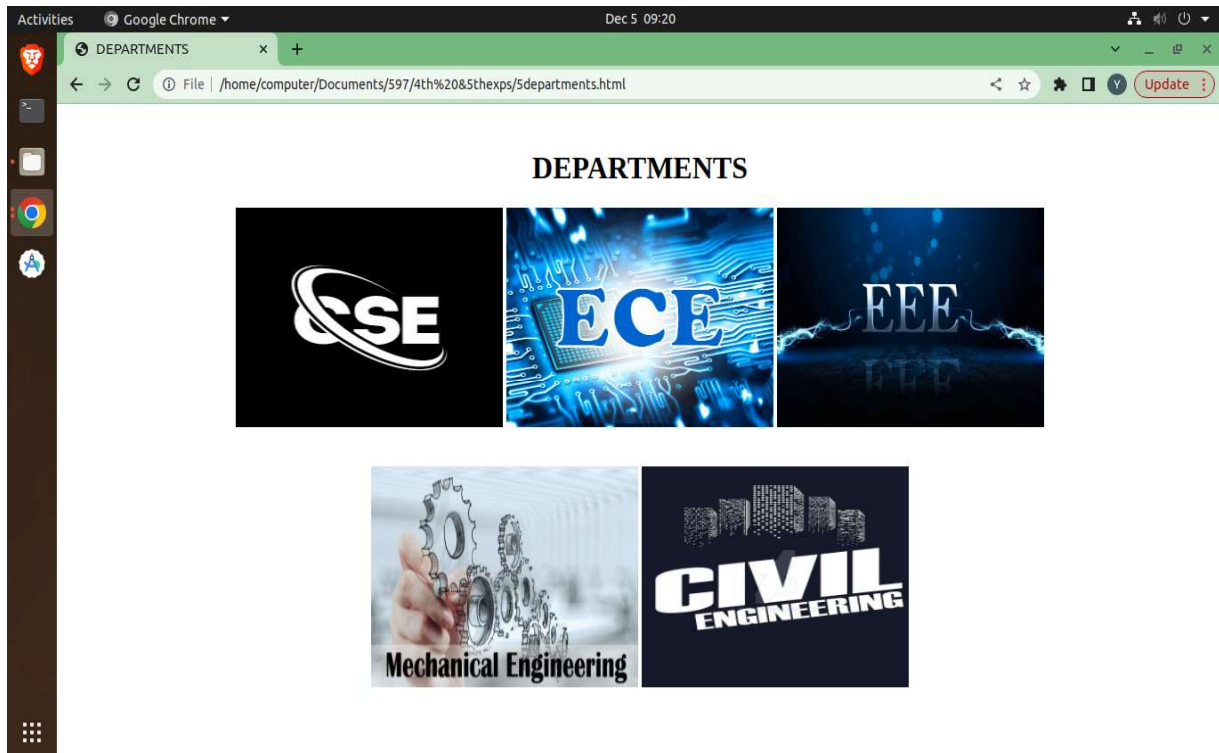 Activities Google Chrome Dec 5 09:20
DEPARTMENTS
File /home/computer/Documents/597/4th%20&5thexps/5departments.html Y Update
DEPARTMENTS
CSE ECE EEE
EEE
Mechanical Engineering
CIVIL
ENGINEERING